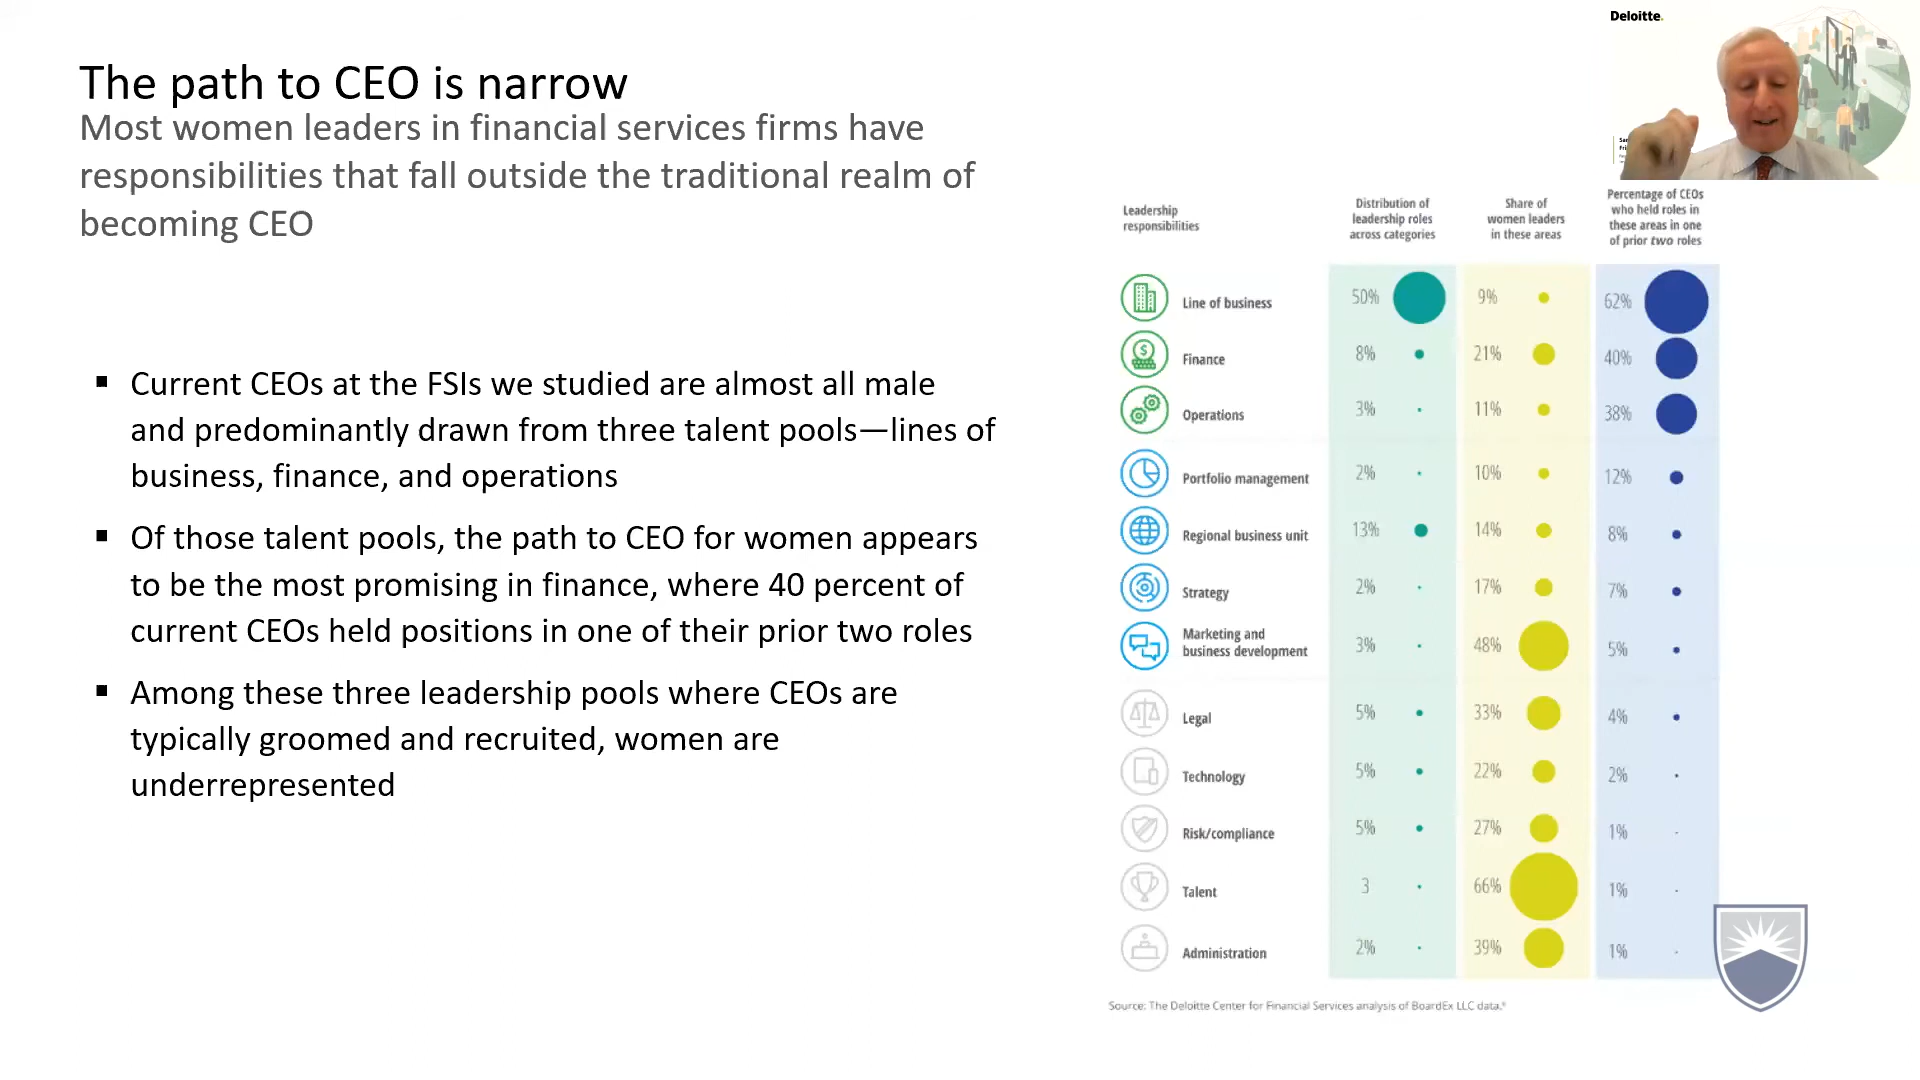 Deloitte.
The path to CEO is narrow
Most women leaders in financial services firms have
responsibilities that fall outside the traditional realm of
becoming CEO
Current CEOs at the FSIs we studied are almost all male
and predominantly drawn from three talent pools—lines of
business, finance, and operations
Of those talent pools, the path to CEO for women appears
to be the most promising in finance, where 40 percent of
current CEOs held positions in one of their prior two roles
Among these three leadership pools where CEOs are
typically groomed and recruited, women are
underrepresented
Leadership
responsibilities
Distribution of
leadership roles
across categories
Share of
women leaders
in these areas
Percentage of CEOs
who held roles in
these areas in one
of prior two roles
Line of business 50% 9% 62%
Finance 8% 21% 40%
Operations 3% 11% 38%
Portfolio management 2% 10% 12%
Regional business unit 13% 14% 8%
Strategy 2% 17% 7%
Marketing and
business development 3% 48% 5%
Legal 5% 33% 4%
Technology 5% 22% 2%
Risk/compliance 5% 27% 1%
Talent 3 66% 1%
Administration 2% 39% 1%
Source: The Deloitte Center for Financial Services analysis of BoardEx LLC data.